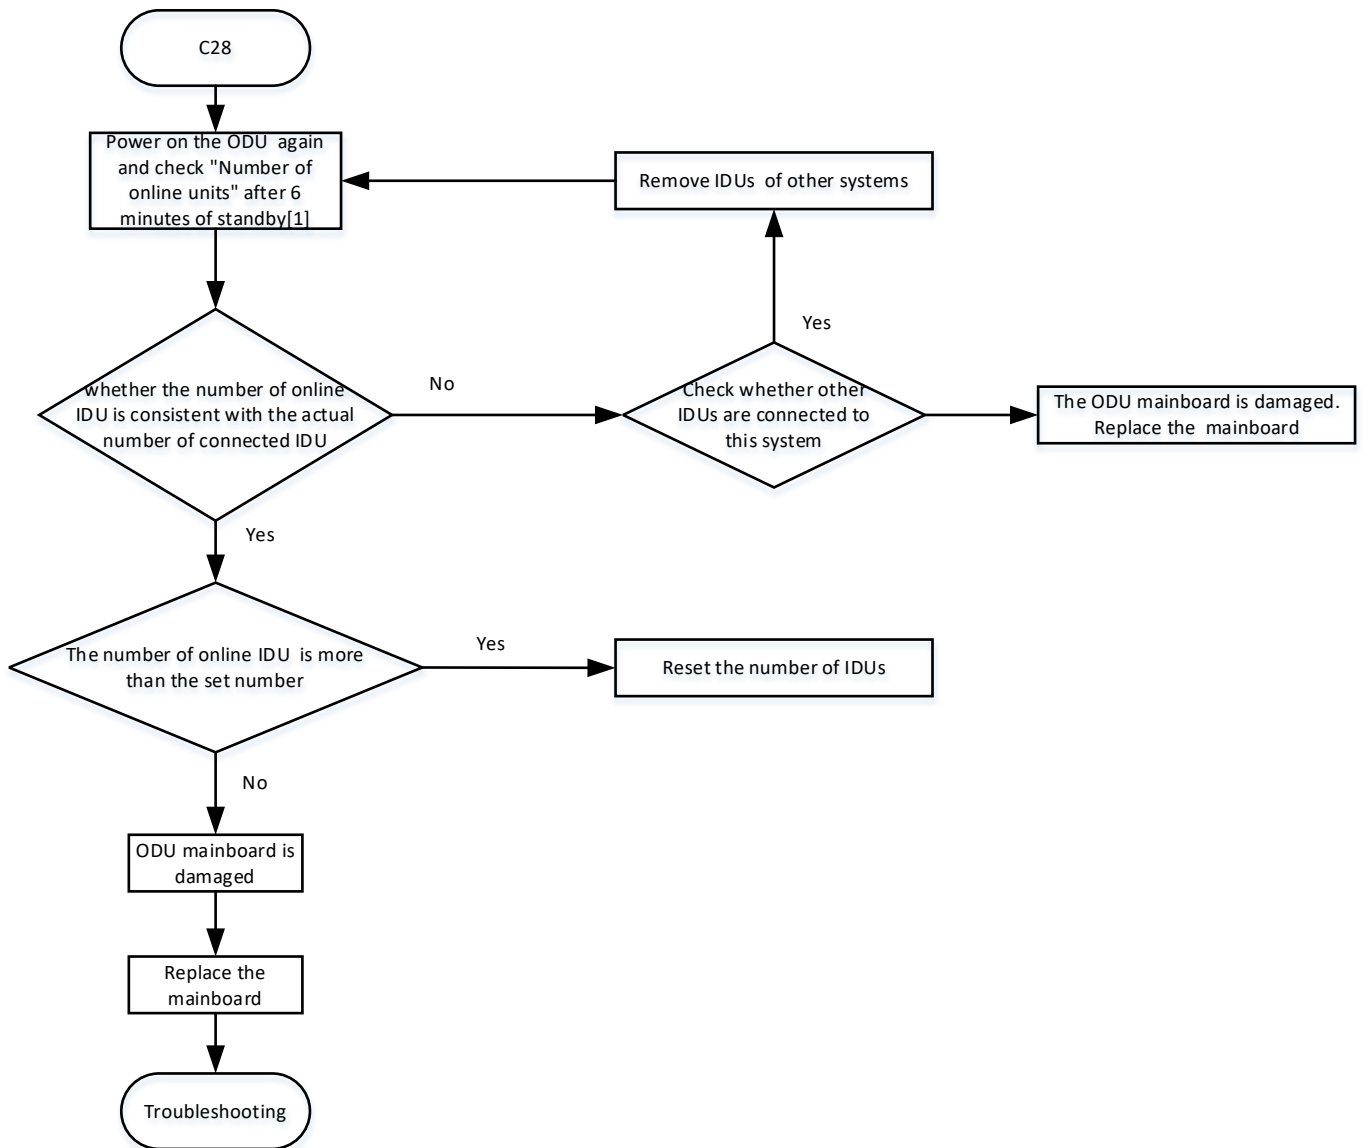 C28
Power on the ODU again
and check "Number of
online units" after 6
minutes of standby[1]
Remove IDUs of other systems
Yes
whether the number of online
IDU is consistent with the actual
number of connected IDU
No
Check whether other
IDUs are connected to
this system
The ODU mainboard is damaged.
Replace the mainboard
Yes
The number of online IDU is more
than the set number
Yes
Reset the number of IDUs
No
ODU mainboard is
damaged
Replace the
mainboard
Troubleshooting